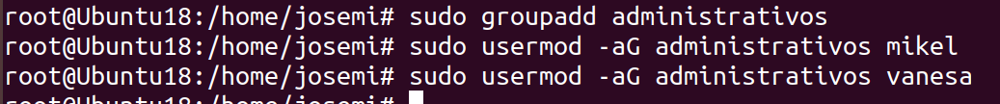 root@Ubuntu18:/home/josemi# sudo groupadd administrativos
root@Ubuntu18:/home/josemi# sudo usermod -aG administrativos mikel
root@Ubuntu18:/home/josemi# sudo usermod -aG administrativos vanesa
root@Ubuntu18:/home/josemi#